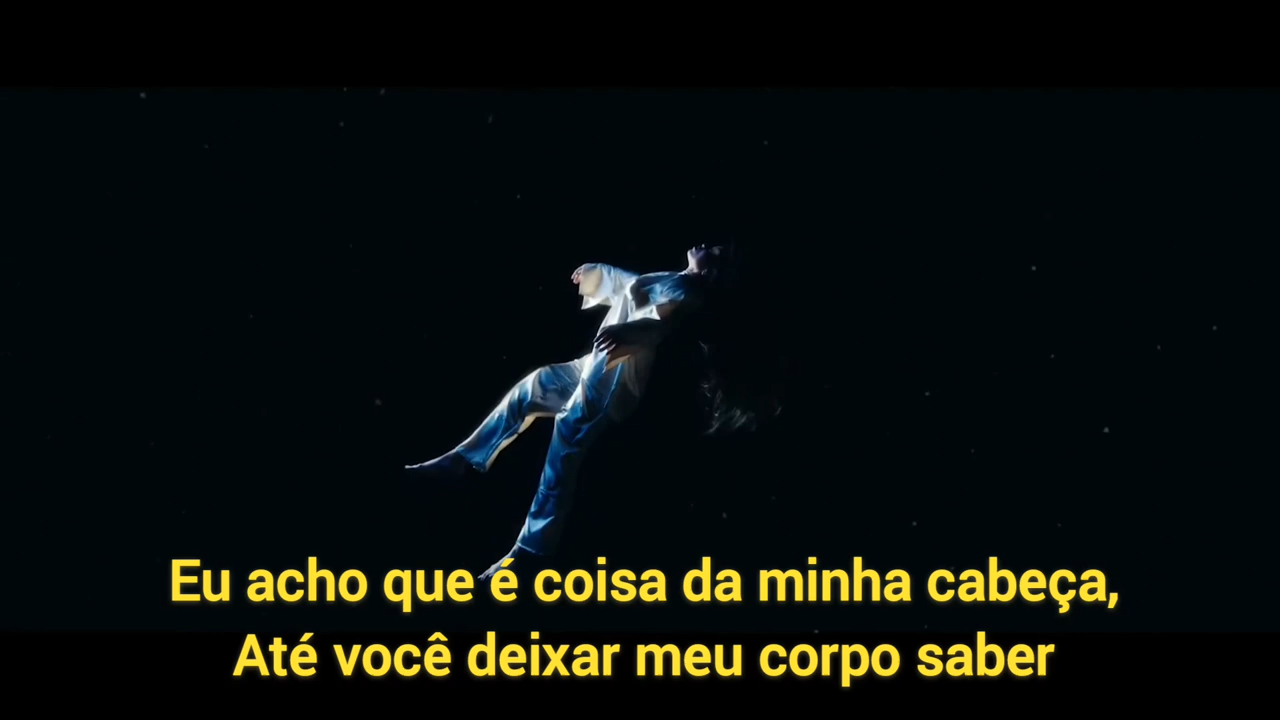 Eu acho que é coisa da minha cabeça,
Até você deixar meu corpo saber